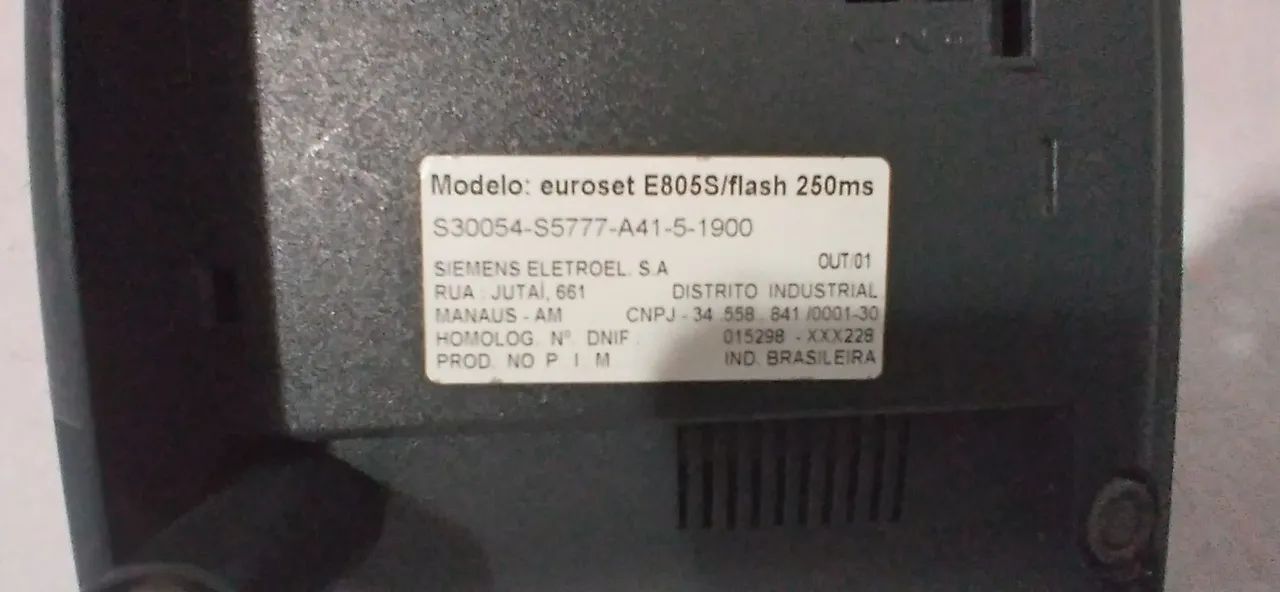 Modelo: euroset E805S/flash 250ms
S30054-S5777-A41-5-1900
SIEMENS ELETROEL. S.A OUT/01
RUA : JUTAÍ, 661 DISTRITO INDUSTRIAL
MANAUS - AM CNPJ - 34.558.841/0001-30
HOMOLOG. Nº. DNIF. 015298 - XXX228
PROD. NO P I M IND. BRASILEIRA